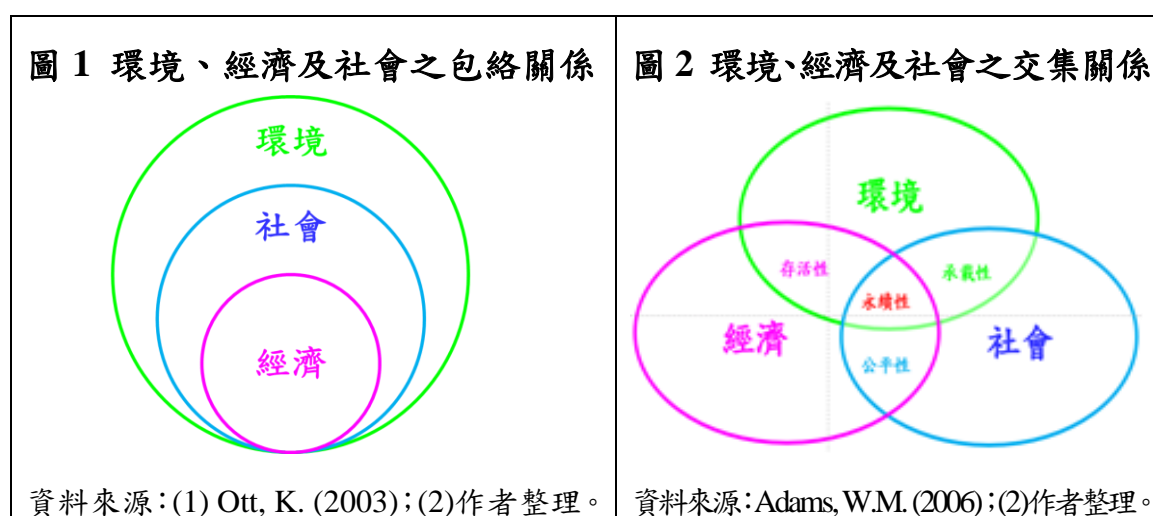 圖 1 環境、經濟及社會之包絡關係
環境
社會
經濟
資料來源：(1) Ott, K. (2003)；(2)作者整理。
圖 2 環境、經濟及社會之交集關係
環境
存活性
承載性
永續性
經濟
社會
公平性
資料來源：Adams, W.M. (2006)；(2)作者整理。